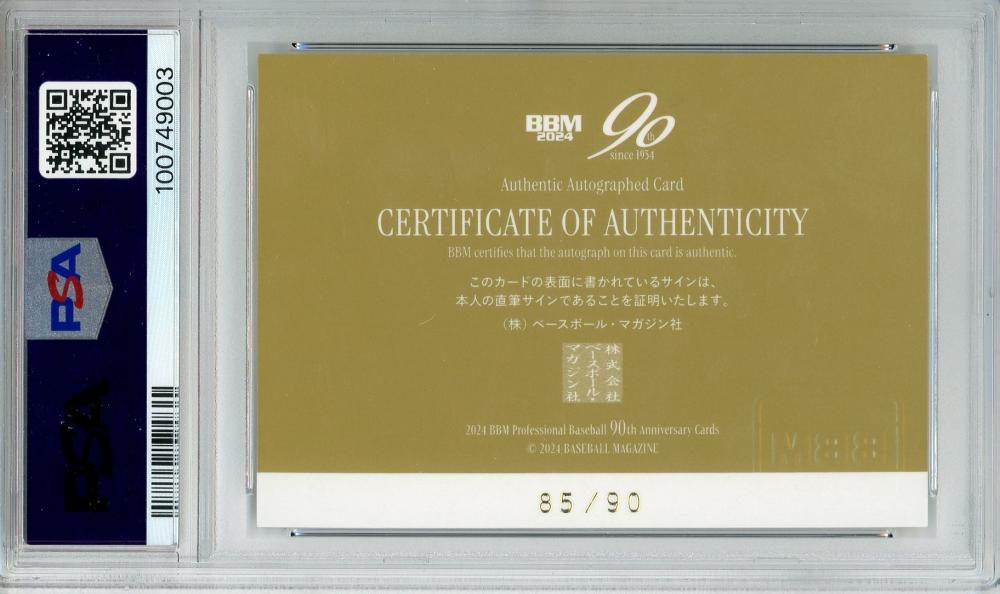 100749003
PSA
PSA
BBM
2024
90th
since 1934
Authentic Autographed Card
CERTIFICATE OF AUTHENTICITY
BBM certifies that the autograph on this card is authentic.
このカードの表面に書かれているサインは、
本人の直筆サインであることを証明いたします。
（株）ベースボール・マガジン社
株式会社
ベースボール・
マガジン社
2024 BBM Professional Baseball 90th Anniversary Cards
© 2024 BASEBALL MAGAZINE
BBM
85/90